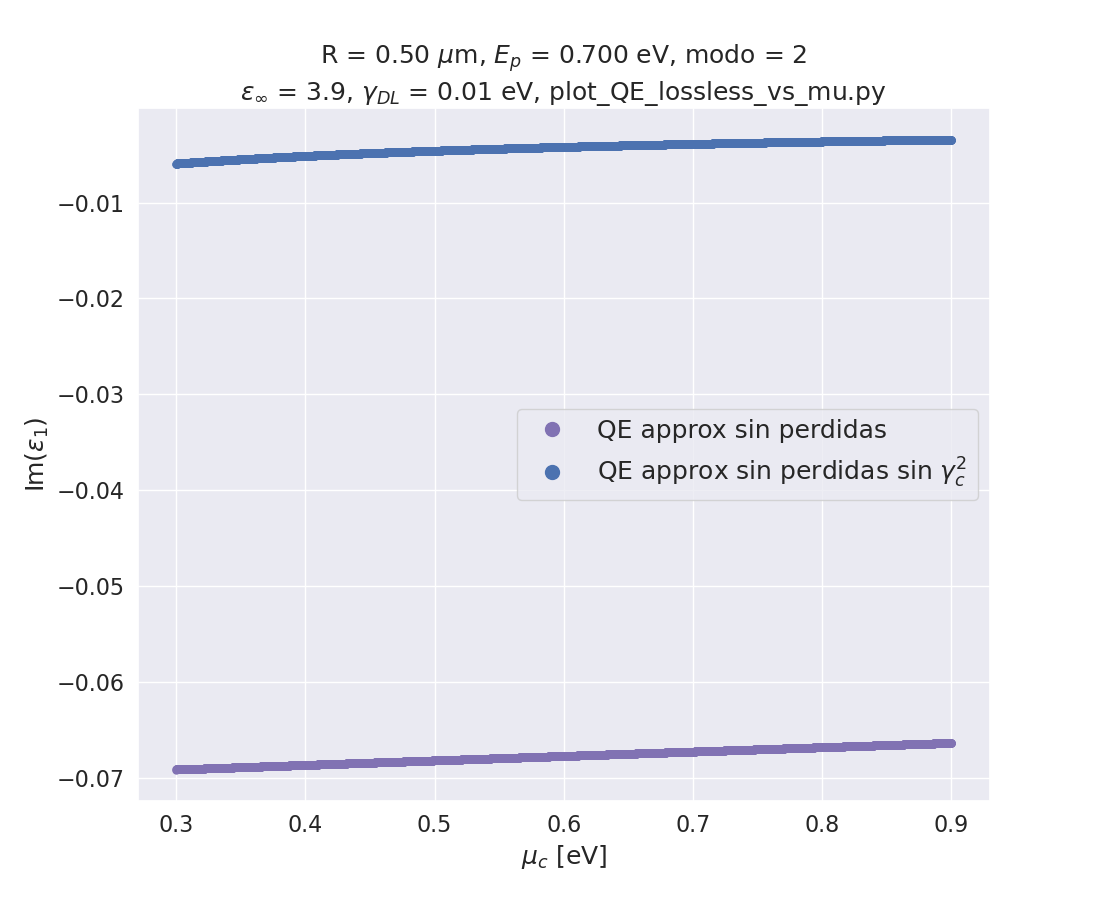 R = 0.50 μm, E_p = 0.700 eV, modo = 2
ε_∞ = 3.9, γ_DL = 0.01 eV, plot_QE_lossless_vs_mu.py
Im(ε_1)
−0.01
−0.02
−0.03
−0.04
−0.05
−0.06
−0.07
QE approx sin perdidas
QE approx sin perdidas sin γ_c^2
0.3 0.4 0.5 0.6 0.7 0.8 0.9
μ_c [eV]